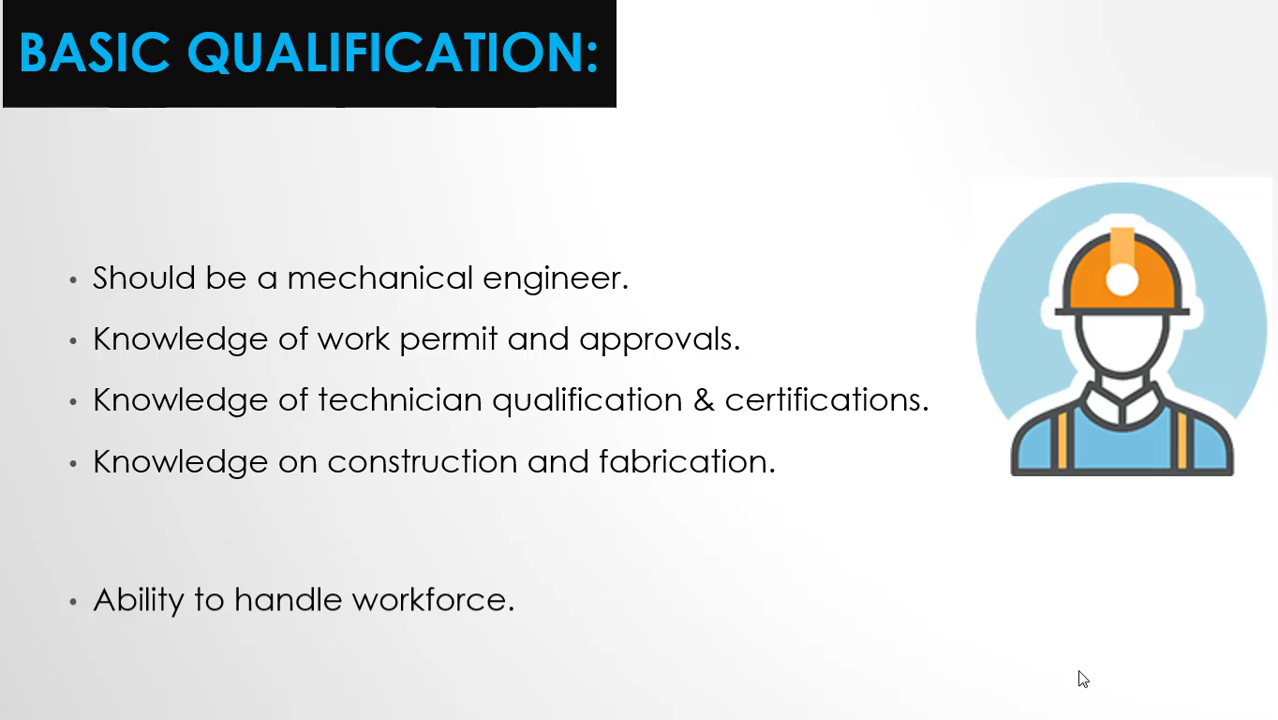 BASIC QUALIFICATION:
• Should be a mechanical engineer.
• Knowledge of work permit and approvals.
• Knowledge of technician qualification & certifications.
• Knowledge on construction and fabrication.
• Ability to handle workforce.